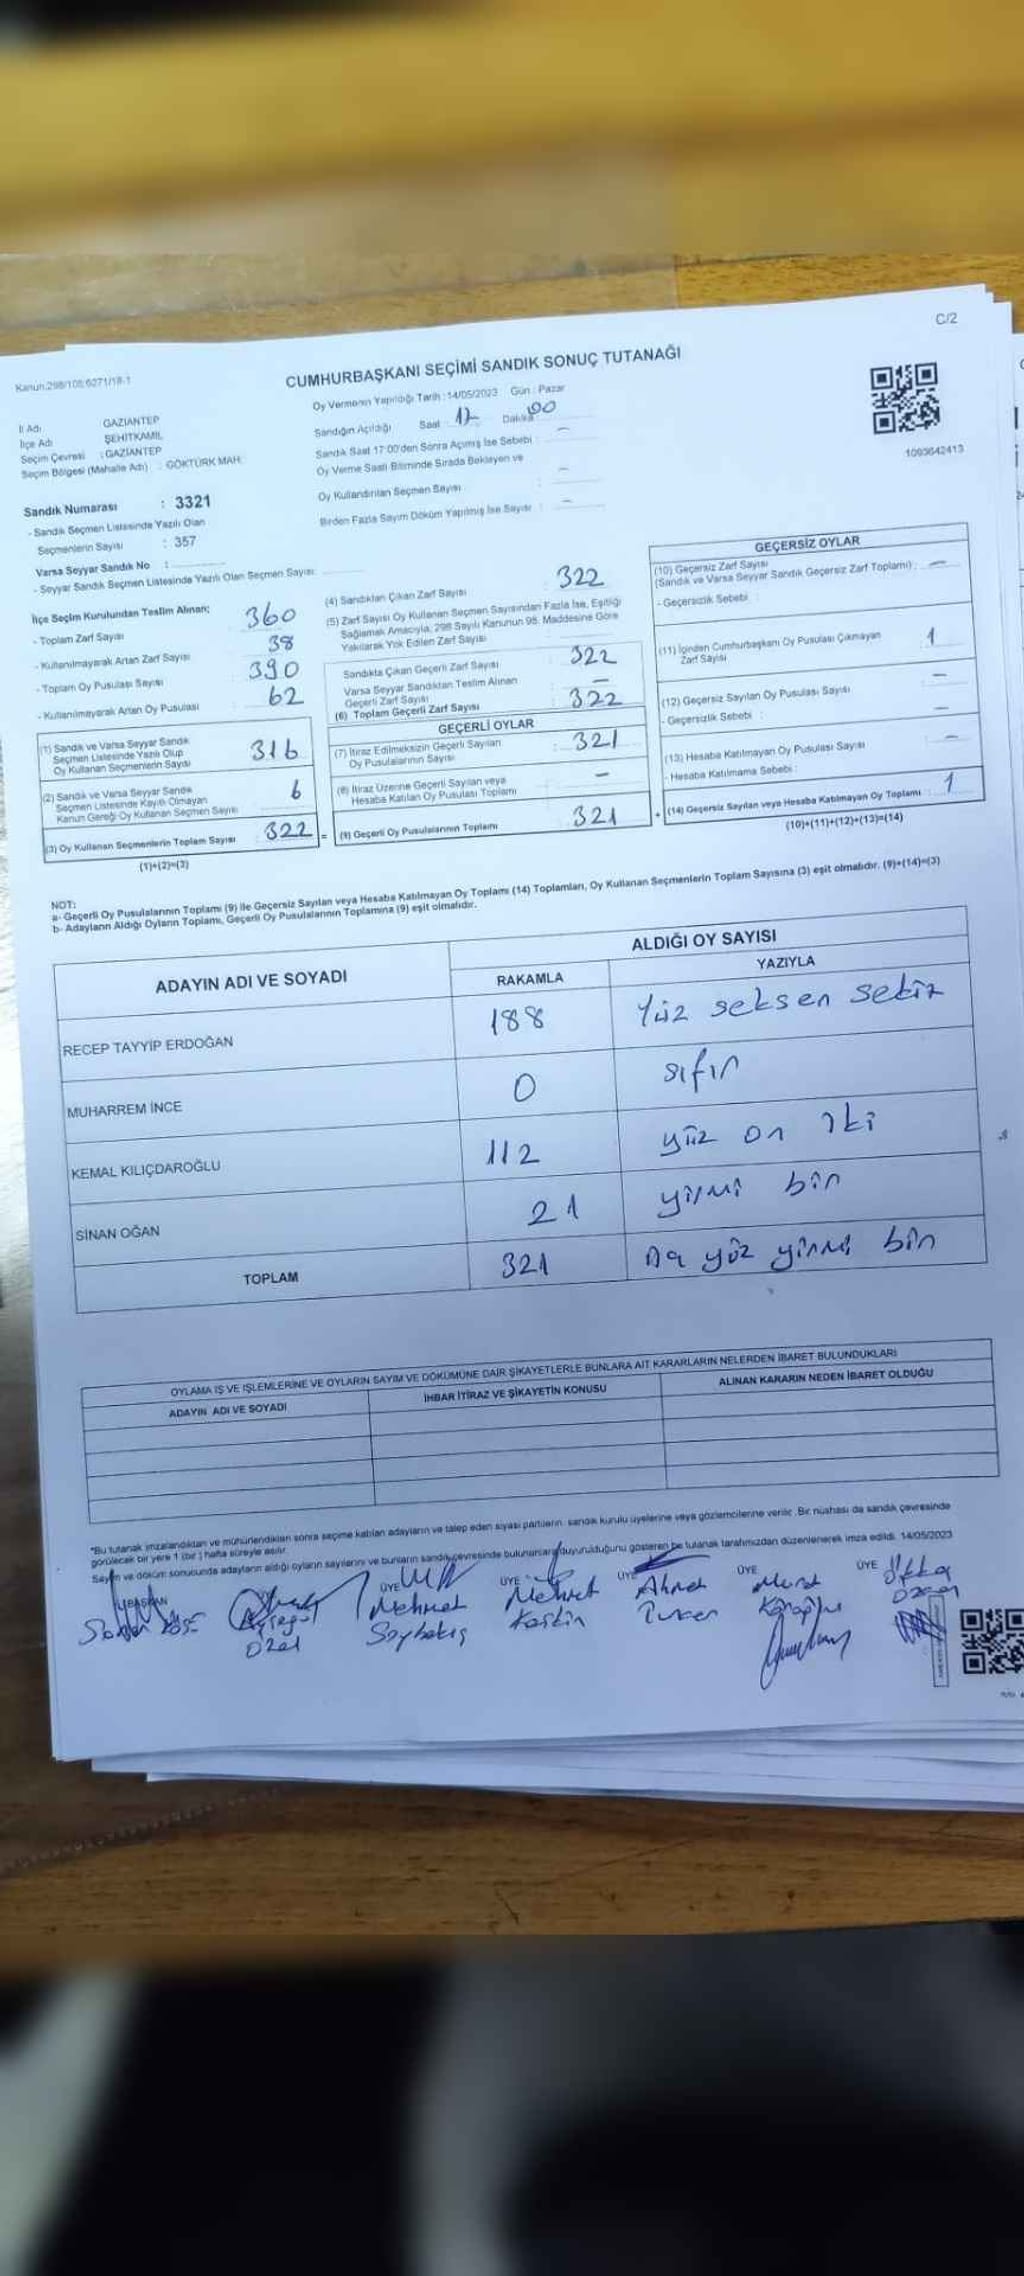 C/2
Kanun:298/105;6271/18-1
CUMHURBAŞKANI SEÇİMİ SANDIK SONUÇ TUTANAĞI
İl Adı GAZİANTEP
İlçe Adı ŞEHİTKAMİL
Seçim Çevresi : GAZİANTEP
Seçim Bölgesi (Mahalle Adı) : GÖKTÜRK MAH.
Oy Vermenin Yapıldığı Tarih : 14/05/2023 Gün : Pazar
Sandığın Açıldığı Saat 17 Dakika 00
Sandık Saat 17:00'den Sonra Açılmış İse Sebebi : –
Oy Verme Saati Bitiminde Sırada Bekleyen ve
Oy Kullandırılan Seçmen Sayısı : –
Birden Fazla Sayım Döküm Yapılmış İse Sayısı : –
1093642413
Sandık Numarası : 3321
- Sandık Seçmen Listesinde Yazılı Olan
Seçmenlerin Sayısı : 357
Varsa Seyyar Sandık No :
- Seyyar Sandık Seçmen Listesinde Yazılı Olan Seçmen Sayısı:
İlçe Seçim Kurulundan Teslim Alınan;
- Toplam Zarf Sayısı 360
- Kullanılmayarak Artan Zarf Sayısı 38
- Toplam Oy Pusulası Sayısı 390
- Kullanılmayarak Artan Oy Pusulası 62
(1) Sandık ve Varsa Seyyar Sandık
Seçmen Listesinde Yazılı Olup
Oy Kullanan Seçmenlerin Sayısı 316
(2) Sandık ve Varsa Seyyar Sandık
Seçmen Listesinde Kayıtlı Olmayan
Kanun Gereği Oy Kullanan Seçmen Sayısı 6
(3) Oy Kullanan Seçmenlerin Toplam Sayısı : 322 =
(1)+(2)=(3)
(4) Sandıktan Çıkan Zarf Sayısı : 322
(5) Zarf Sayısı Oy Kullanan Seçmen Sayısından Fazla İse, Eşitliği
Sağlamak Amacıyla; 298 Sayılı Kanunun 98. Maddesine Göre
Yakılarak Yok Edilen Zarf Sayısı
Sandıkta Çıkan Geçerli Zarf Sayısı : 322
Varsa Seyyar Sandıktan Teslim Alınan
Geçerli Zarf Sayısı : –
(6) Toplam Geçerli Zarf Sayısı : 322
GEÇERLİ OYLAR
(7) İtiraz Edilmeksizin Geçerli Sayılan
Oy Pusulalarının Sayısı : 321
(8) İtiraz Üzerine Geçerli Sayılan veya
Hesaba Katılan Oy Pusulası Toplamı –
(9) Geçerli Oy Pusulalarının Toplamı : 321 +
GEÇERSİZ OYLAR
(10) Geçersiz Zarf Sayısı
(Sandık ve Varsa Seyyar Sandık Geçersiz Zarf Toplamı) : –
- Geçersizlik Sebebi :
(11) İçinden Cumhurbaşkanı Oy Pusulası Çıkmayan
Zarf Sayısı : 1
(12) Geçersiz Sayılan Oy Pusulası Sayısı –
- Geçersizlik Sebebi : –
(13) Hesaba Katılmayan Oy Pusulası Sayısı : –
- Hesaba Katılmama Sebebi :
(14) Geçersiz Sayılan veya Hesaba Katılmayan Oy Toplamı : 1
(10)+(11)+(12)+(13)=(14)
NOT:
a- Geçerli Oy Pusulalarının Toplamı (9) ile Geçersiz Sayılan veya Hesaba Katılmayan Oy Toplamı (14) Toplamları, Oy Kullanan Seçmenlerin Toplam Sayısına (3) eşit olmalıdır. (9)+(14)=(3)
b- Adayların Aldığı Oyların Toplamı, Geçerli Oy Pusulalarının Toplamına (9) eşit olmalıdır.
ADAYIN ADI VE SOYADI
ALDIĞI OY SAYISI
RAKAMLA YAZIYLA
RECEP TAYYİP ERDOĞAN 188 Yüz seksen sekiz
MUHARREM İNCE 0 sıfır
KEMAL KILIÇDAROĞLU 112 yüz on iki
SİNAN OĞAN 21 yirmi bir
TOPLAM 321 yüz yirmi bir
OYLAMA İŞ VE İŞLEMLERİNE VE OYLARIN SAYIM VE DÖKÜMÜNE DAİR ŞİKAYETLERLE BUNLARA AİT KARARLARIN NELERDEN İBARET BULUNDUKLARI
ADAYIN ADI VE SOYADI İHBAR İTİRAZ VE ŞİKAYETİN KONUSU ALINAN KARARIN NEDEN İBARET OLDUĞU
*Bu tutanak imzalandıktan ve mühürlendikten sonra seçime katılan adayların ve talep eden siyasi partilerin sandık kurulu üyelerine veya gözlemcilerine verilir. Bir nüshası da sandık çevresinde
görülecek bir yere 1 (bir) hafta süreyle asılır.
Sayım ve döküm sonucunda adayların aldığı oyların sayılarını ve bunların sandık çevresinde bulunanlara duyurulduğunu gösteren bu tutanak tarafımızdan düzenlenerek imza edildi. 14/05/2023
BAŞKAN ÜYE ÜYE ÜYE ÜYE ÜYE
Mehmet Mehmet Ahmet Murat
Keskin
Özel